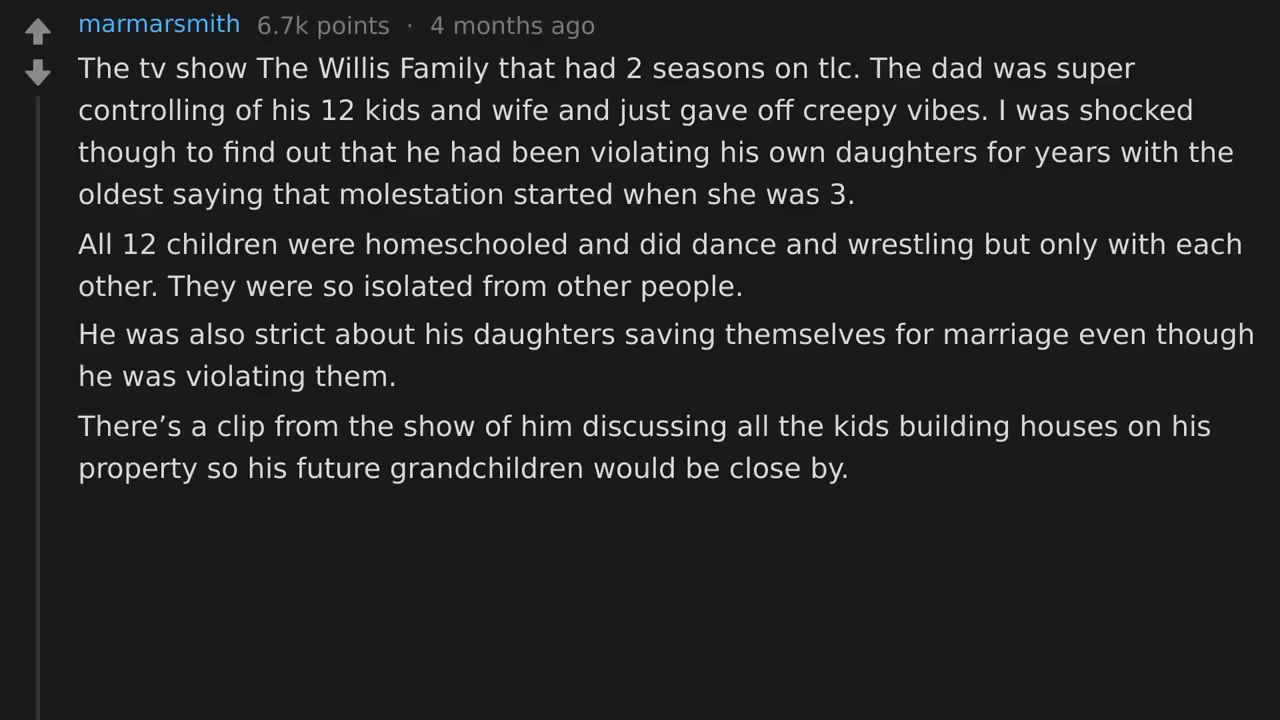 marmarsmith 6.7k points · 4 months ago
The tv show The Willis Family that had 2 seasons on tlc. The dad was super
controlling of his 12 kids and wife and just gave off creepy vibes. I was shocked
though to find out that he had been violating his own daughters for years with the
oldest saying that molestation started when she was 3.
All 12 children were homeschooled and did dance and wrestling but only with each
other. They were so isolated from other people.
He was also strict about his daughters saving themselves for marriage even though
he was violating them.
There’s a clip from the show of him discussing all the kids building houses on his
property so his future grandchildren would be close by.